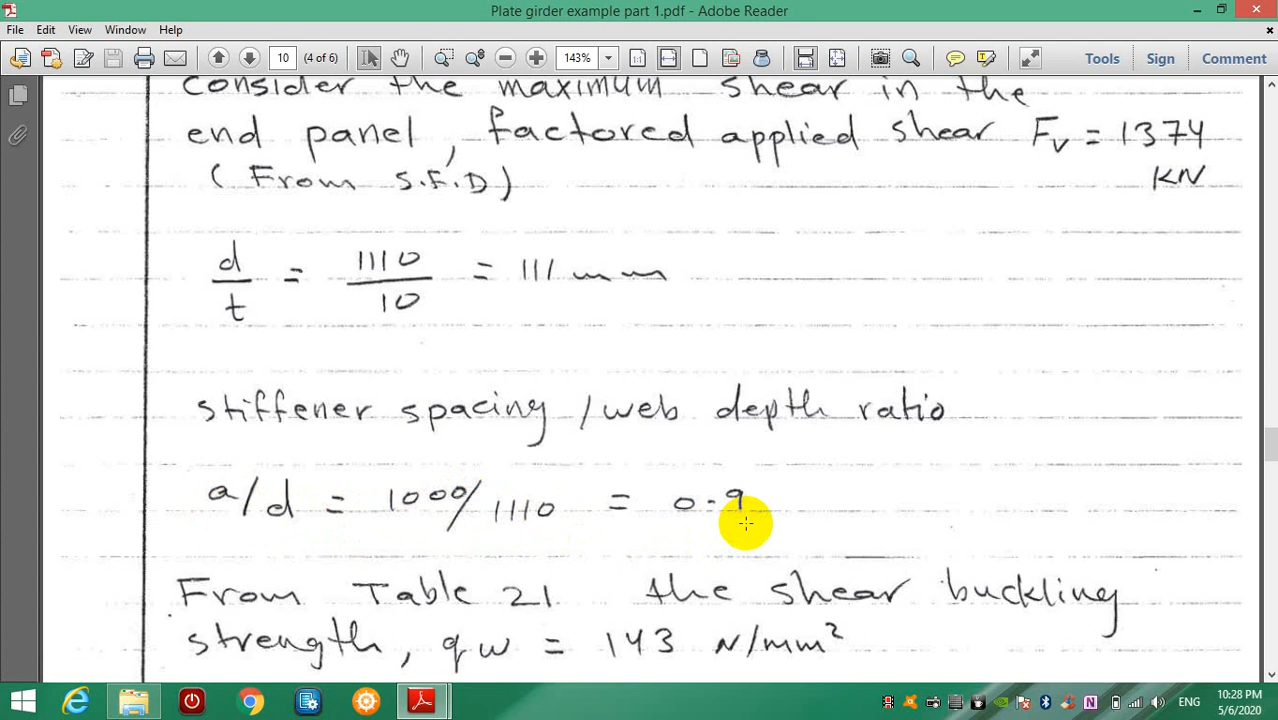 Plate girder example part 1.pdf - Adobe Reader
File Edit View Window Help
10 (4 of 6) 143% Tools Sign Comment
Consider the maximum shear in the
end panel, factored applied shear Fv = 1374
(From S.F.D) KN
d/t = 1110/10 = 111 mm
stiffener spacing / web depth ratio
a/d = 1000/1110 = 0.9
From Table 21 the shear buckling
strength, qw = 143 N/mm²
ENG
10:28 PM
5/6/2020